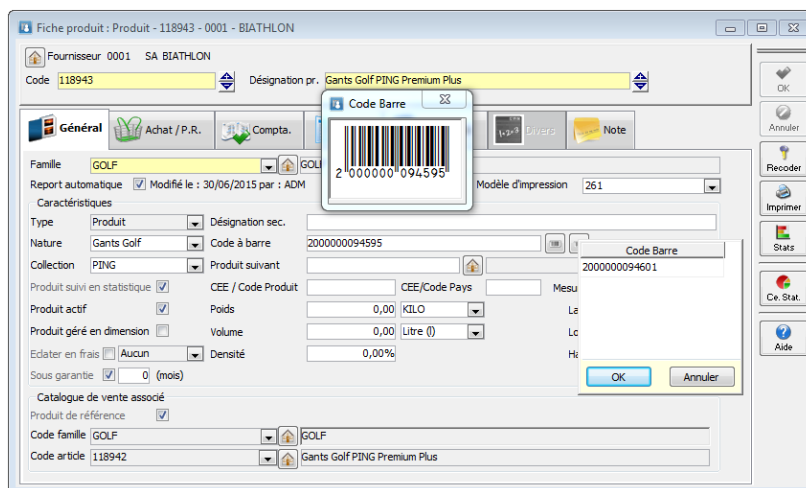 Fiche produit : Produit - 118943 - 0001 - BIATHLON
Fournisseur 0001 SA BIATHLON
Code 118943 Désignation pr. Gants Golf PING Premium Plus
OK
Annuler
Recoder
Imprimer
Stats
Ce. Stat.
Aide
Code Barre
2 000000 094595
Général Achat / P.R. Compta. Divers Note
Famille GOLF
Report automatique Modifié le : 30/06/2015 par : ADM Modèle d'impression 261
Caractéristiques
Type Produit Désignation sec.
Nature Gants Golf Code à barre 2000000094595
Collection PING Produit suivant
Produit suivi en statistique CEE / Code Produit CEE/Code Pays
Produit actif Poids 0,00 KILO
Produit géré en dimension Volume 0,00 Litre (l)
Eclater en frais Aucun Densité 0,00%
Sous garantie 0 (mois)
Code Barre
2000000094601
OK Annuler
Catalogue de vente associé
Produit de référence
Code famille GOLF GOLF
Code article 118942 Gants Golf PING Premium Plus